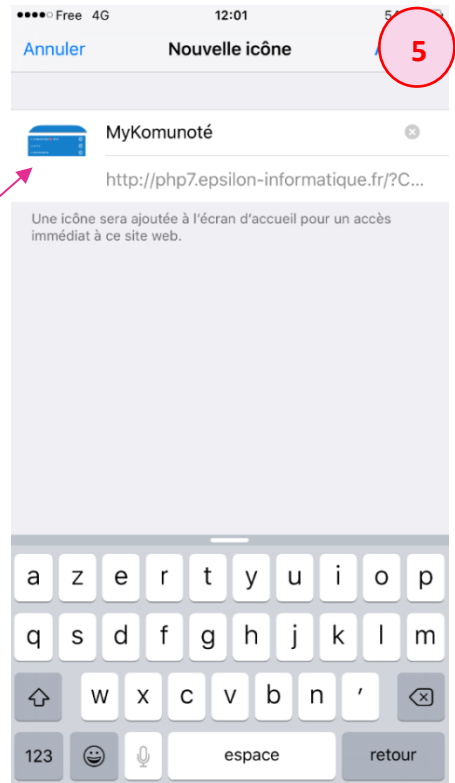 Free 4G 12:01
Annuler Nouvelle icône 5
MyKomunoté
http://php7.epsilon-informatique.fr/?C...
Une icône sera ajoutée à l'écran d'accueil pour un accès
immédiat à ce site web.
a z e r t y u i o p
q s d f g h j k l m
w x c v b n '
123 espace retour